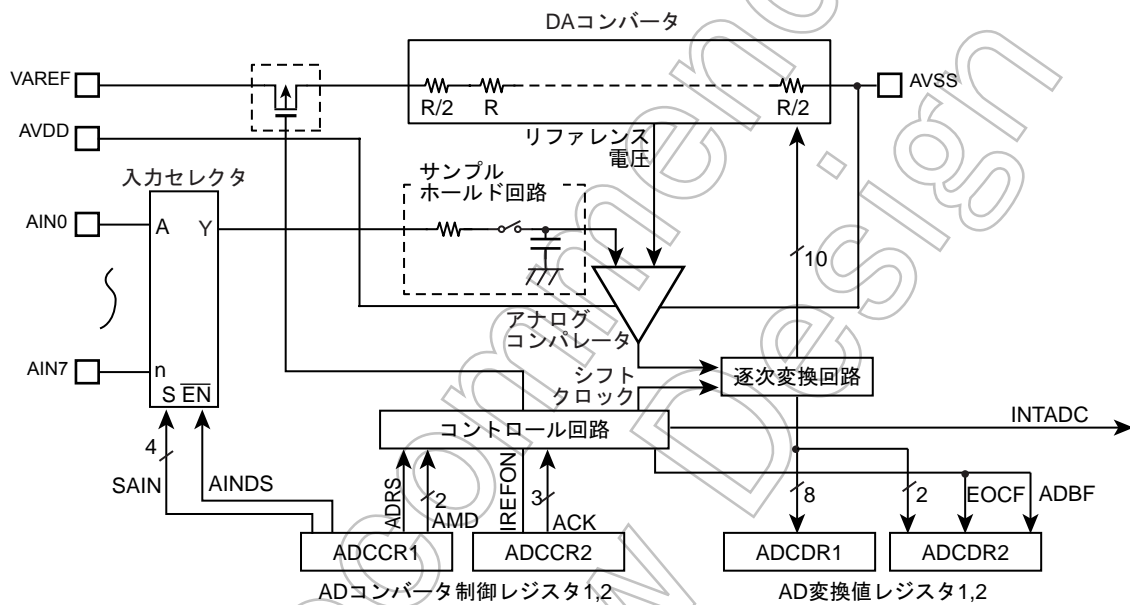 DAコンバータ
VAREF
AVSS
R/2
R
R/2
AVDD
リファレンス
電圧
入力セレクタ
サンプル
ホールド回路
AIN0
A
Y
10
アナログ
コンパレータ
AIN7
n
S EN
シフト
クロック
逐次変換回路
コントロール回路
INTADC
4
SAIN
AINDS
ADRS
2
AMD
IREFON
3
ACK
8
2
EOCF
ADBF
ADCCR1
ADCCR2
ADCDR1
ADCDR2
ADコンバータ制御レジスタ1,2
AD変換値レジスタ1,2